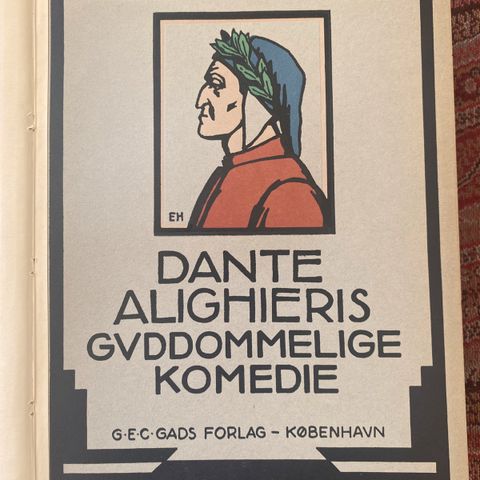 EH
DANTE
ALIGHIERIS
GVDDOMMELIGE
KOMEDIE
G·E·C·GADS FORLAG – KØBENHAVN